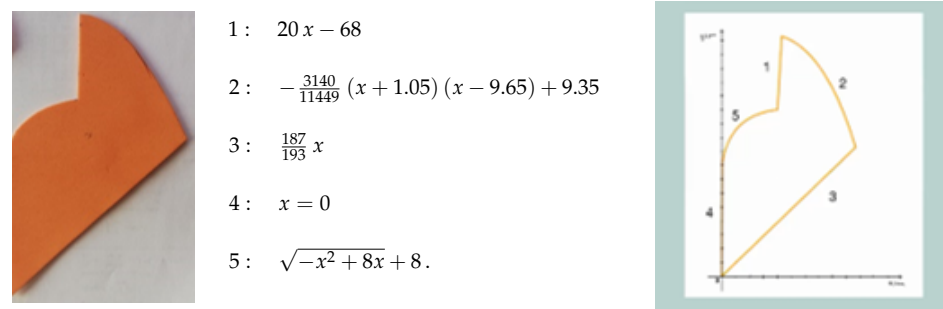 1 : 20 x − 68
2 : − 3140/11449 (x + 1.05) (x − 9.65) + 9.35
3 : 187/193 x
4 : x = 0
5 : √(−x² + 8x) + 8 .
1
2
5
4
3